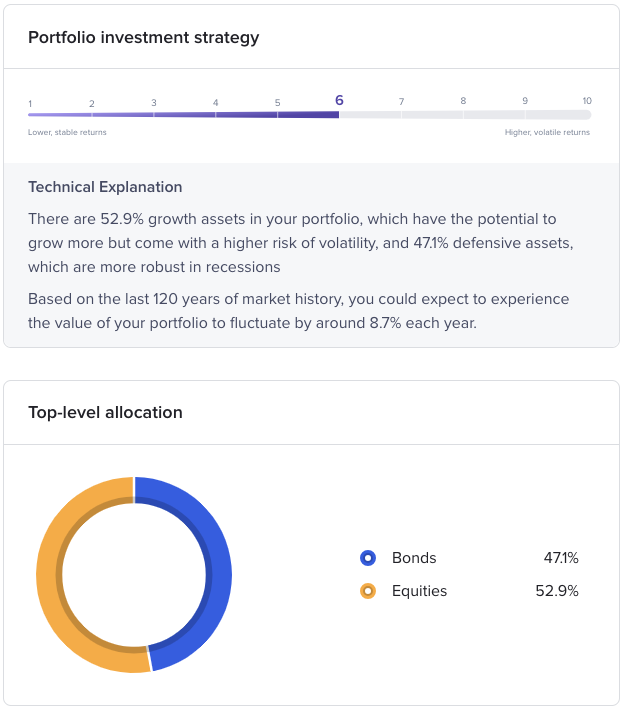 Portfolio investment strategy
1 2 3 4 5 6 7 8 9 10
Lower, stable returns Higher, volatile returns
Technical Explanation
There are 52.9% growth assets in your portfolio, which have the potential to
grow more but come with a higher risk of volatility, and 47.1% defensive assets,
which are more robust in recessions
Based on the last 120 years of market history, you could expect to experience
the value of your portfolio to fluctuate by around 8.7% each year.
Top-level allocation
Bonds 47.1%
Equities 52.9%